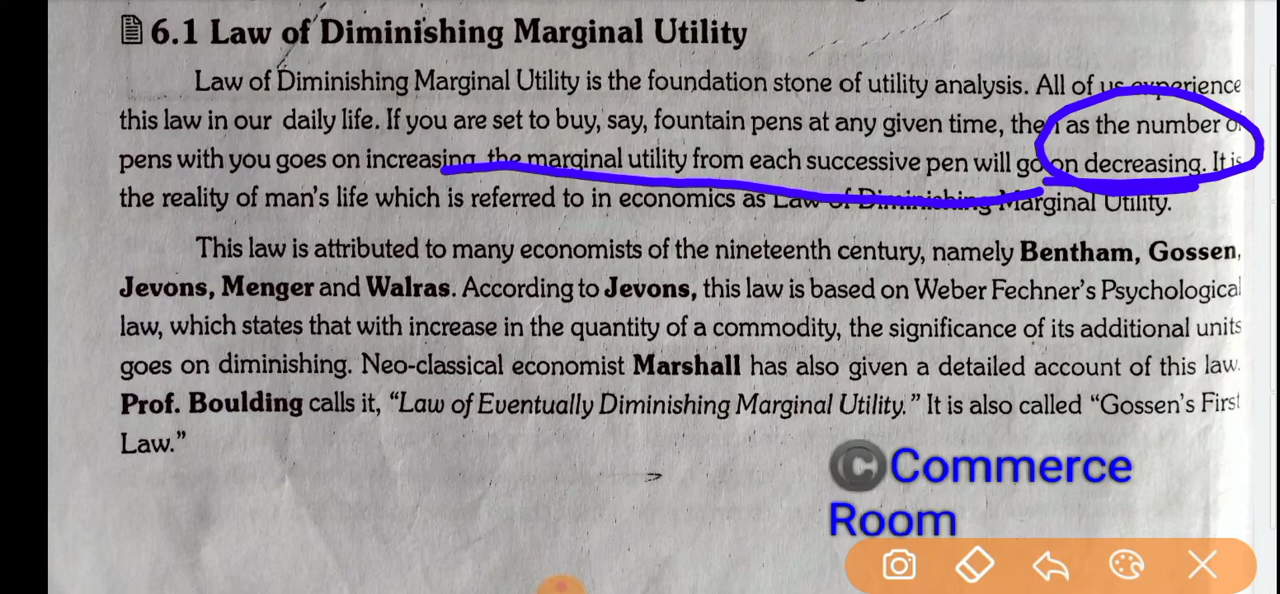 6.1 Law of Diminishing Marginal Utility
Law of Diminishing Marginal Utility is the foundation stone of utility analysis. All of us experience
this law in our daily life. If you are set to buy, say, fountain pens at any given time, then as the number of
pens with you goes on increasing, the marginal utility from each successive pen will go on decreasing. It is
the reality of man's life which is referred to in economics as Law of Diminishing Marginal Utility.
This law is attributed to many economists of the nineteenth century, namely Bentham, Gossen,
Jevons, Menger and Walras. According to Jevons, this law is based on Weber Fechner's Psychological
law, which states that with increase in the quantity of a commodity, the significance of its additional units
goes on diminishing. Neo-classical economist Marshall has also given a detailed account of this law.
Prof. Boulding calls it, "Law of Eventually Diminishing Marginal Utility." It is also called "Gossen's First
Law."
©Commerce
Room